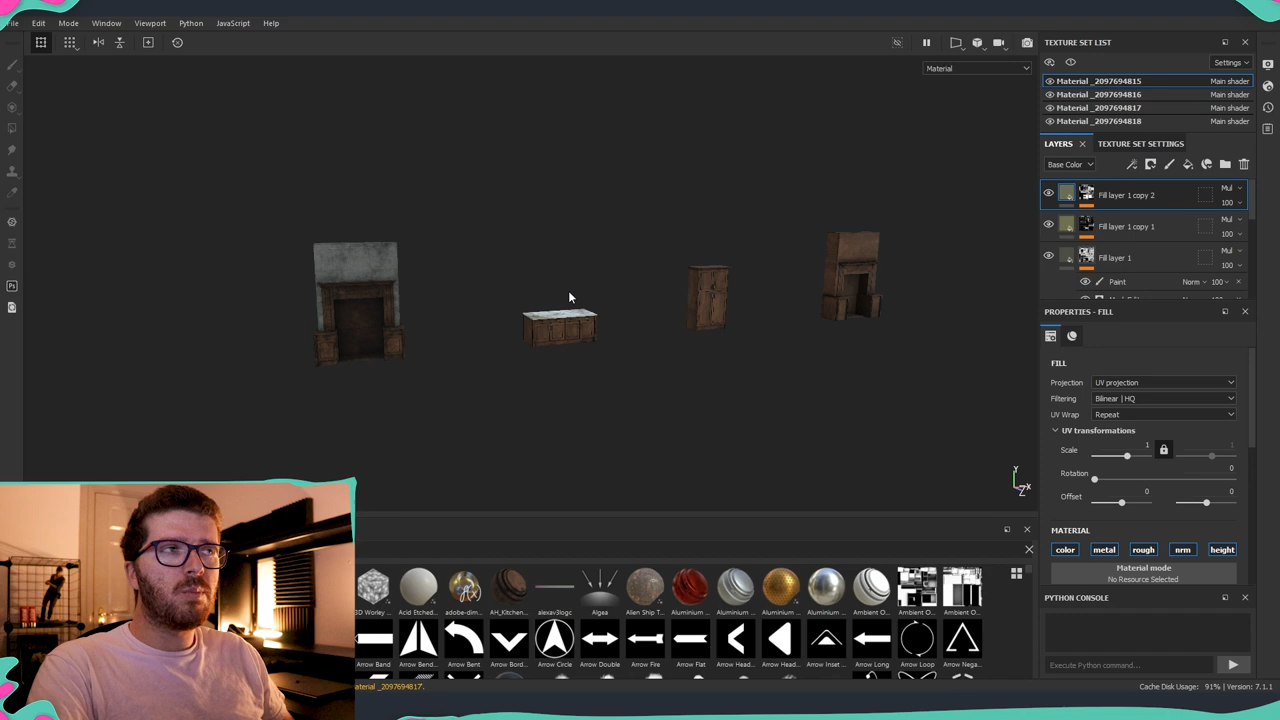 File Edit Mode Window Viewport Python JavaScript Help
Material
TEXTURE SET LIST
Settings
Material _2097694815 Main shader
Material _2097694816 Main shader
Material _2097694817 Main shader
Material _2097694818 Main shader
LAYERS TEXTURE SET SETTINGS
Base Color
Fill layer 1 copy 2 Mul 100
Fill layer 1 copy 1 Mul 100
Fill layer 1 Mul 100
Paint Norm 100
PROPERTIES - FILL
FILL
Projection UV projection
Filtering Bilinear | HQ
UV Wrap Repeat
UV transformations
Scale 1 1
Rotation 0
Offset 0 0
MATERIAL
color metal rough nrm height
Material mode
No Resource Selected
PYTHON CONSOLE
Execute Python command...
Y
X
Z
Ps
3D Worley ... Acid Etched... adobe-dim... AH_Kitchen... alexav3logc Algea Alien Ship T... Aluminium ... Aluminium ... Aluminium ... Aluminium ... Ambient O... Ambient O... Ambient O...
Arrow Band Arrow Bend... Arrow Bent Arrow Bord... Arrow Circle Arrow Double Arrow Fire Arrow Flat Arrow Head... Arrow Head... Arrow Inset ... Arrow Long Arrow Loop Arrow Nega...
aterial _2097694817'.
Cache Disk Usage: 91% | Version: 7.1.1